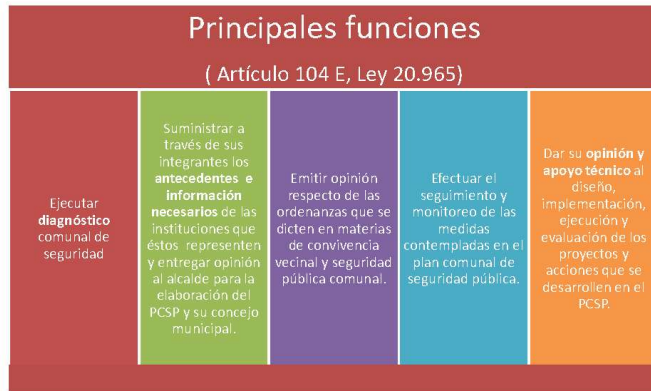 Principales funciones
( Artículo 104 E, Ley 20.965)
Ejecutar
diagnóstico
comunal de
seguridad
Suministrar a
través de sus
integrantes los
antecedentes e
información
necesarios de las
instituciones que
éstos representen
y entregar opinión
al alcalde para la
elaboración del
PCSP y su concejo
municipal.
Emitir opinión
respecto de las
ordenanzas que se
dicten en materias
de convivencia
vecinal y seguridad
pública comunal.
Efectuar el
seguimiento y
monitoreo de las
medidas
contempladas en el
plan comunal de
seguridad pública.
Dar su opinión y
apoyo técnico al
diseño,
implementación,
ejecución y
evaluación de los
proyectos y
acciones que se
desarrollen en el
PCSP.